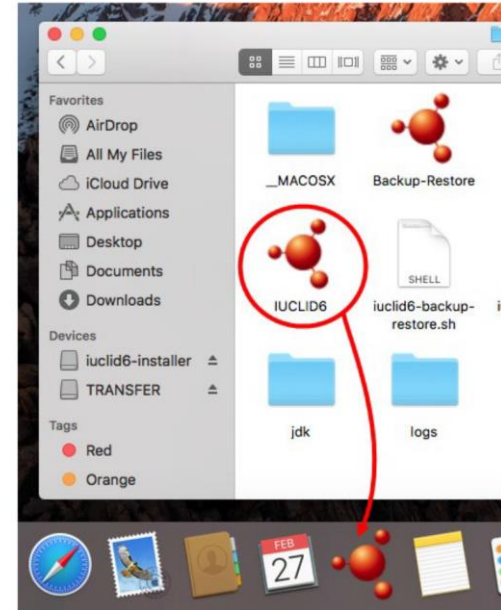 Favorites
AirDrop
All My Files
iCloud Drive
Applications
Desktop
Documents
Downloads
Devices
iuclid6-installer
TRANSFER
Tags
Red
Orange
__MACOSX
Backup-Restore
IUCLID6
SHELL
iuclid6-backup-
restore.sh
jdk
logs
FEB
27